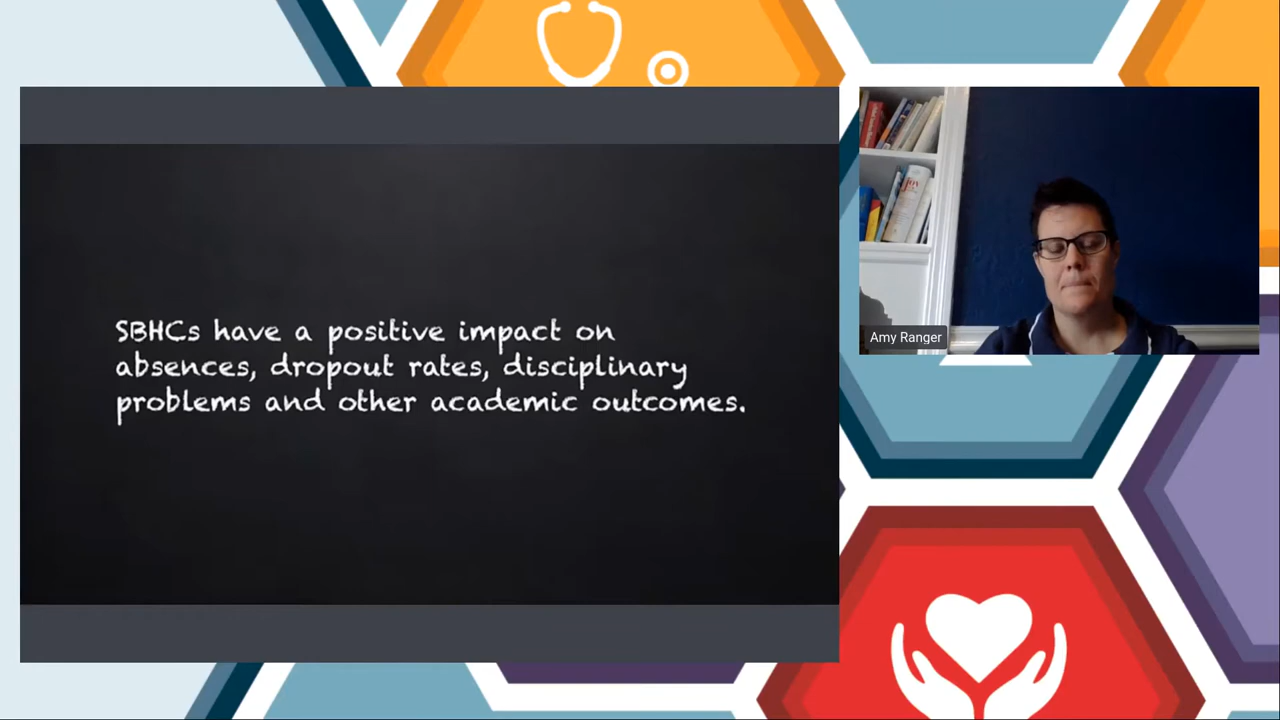 SBHCs have a positive impact on
absences, dropout rates, disciplinary
problems and other academic outcomes.
Amy Ranger